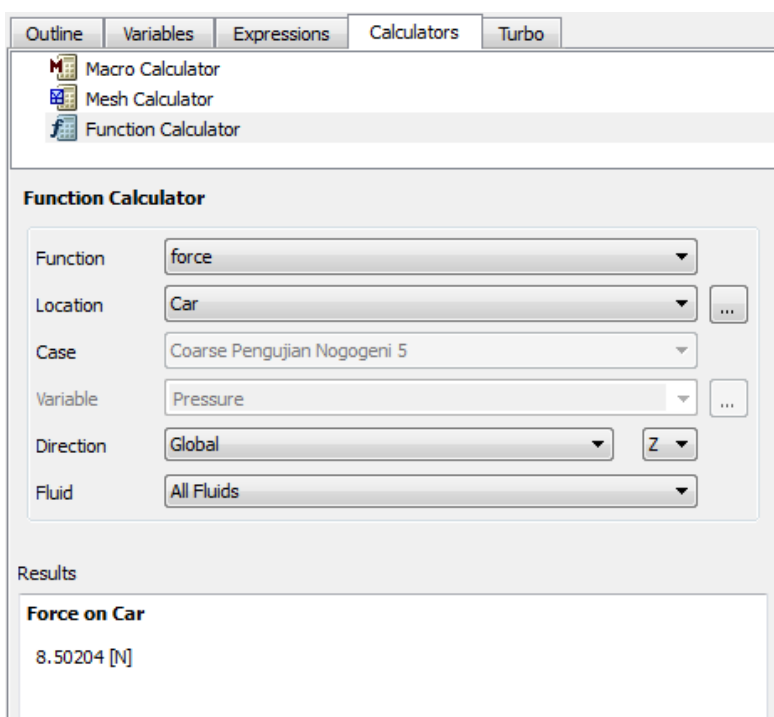 Outline Variables Expressions Calculators Turbo
Macro Calculator
Mesh Calculator
Function Calculator
Function Calculator
Function force
Location Car ...
Case Coarse Pengujian Nogogeni 5
Variable Pressure ...
Direction Global Z
Fluid All Fluids
Results
Force on Car
8.50204 [N]